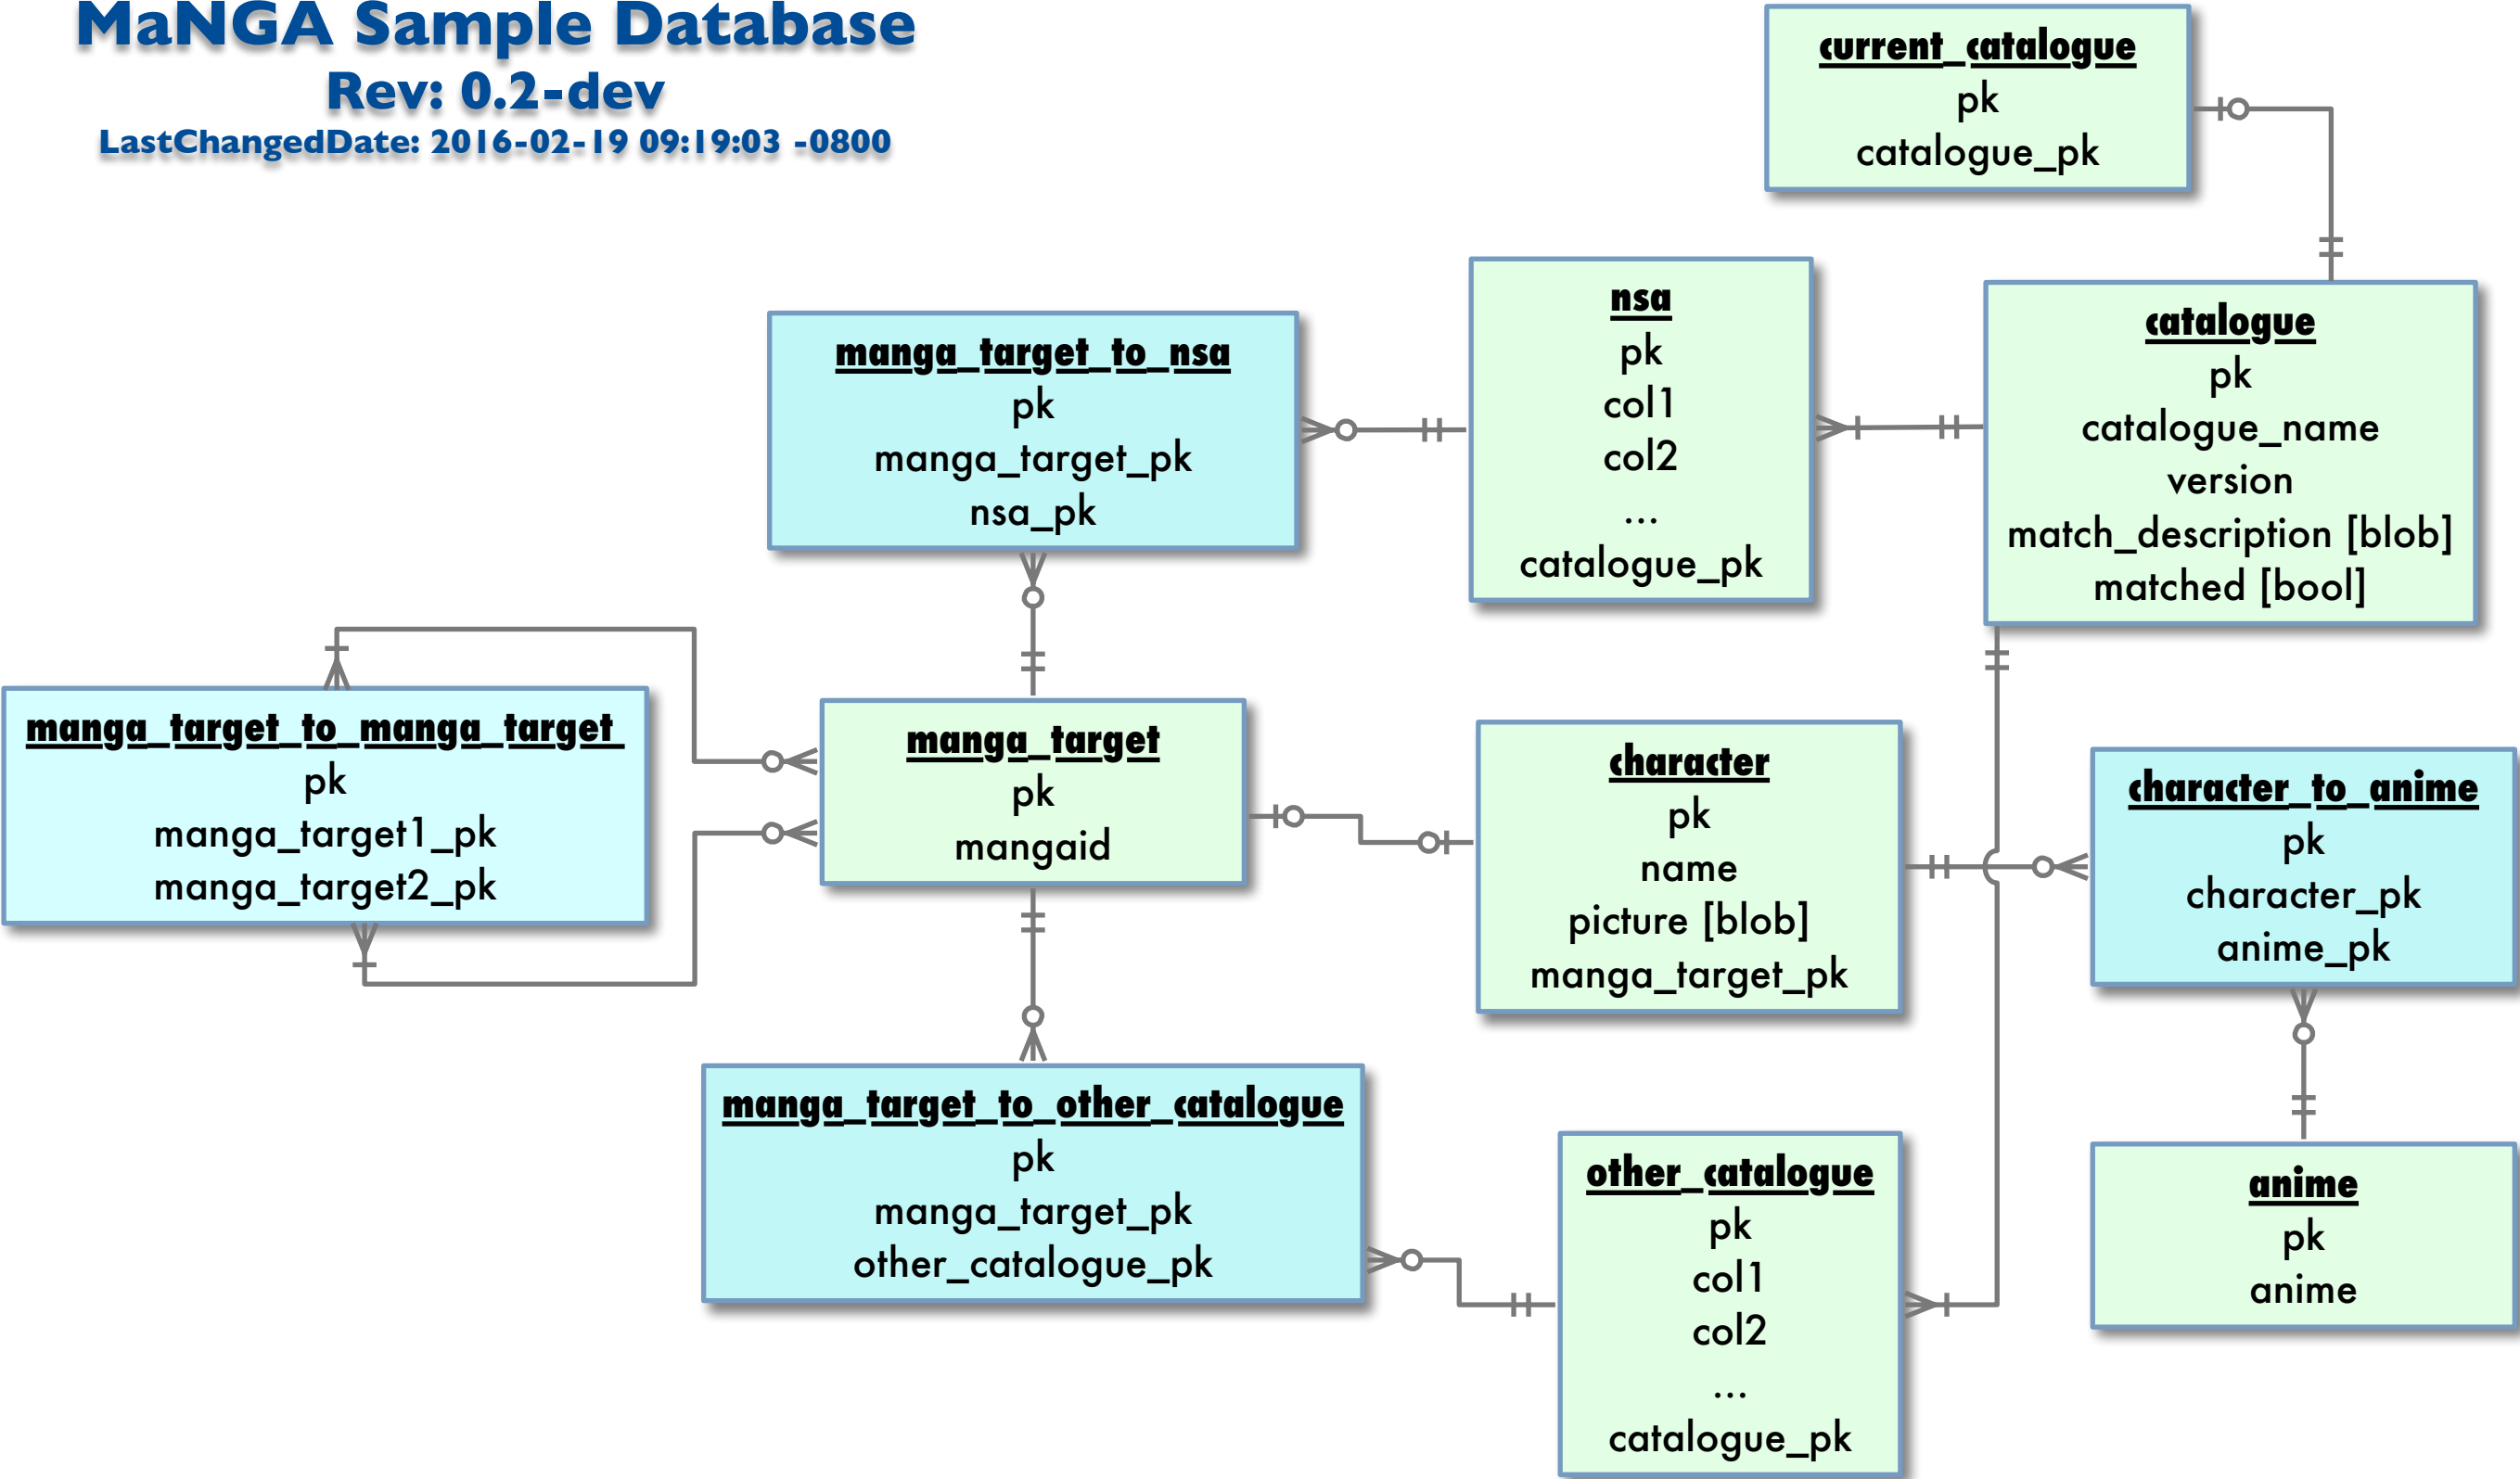 MaNGA Sample Database
Rev: 0.2-dev
LastChangedDate: 2016-02-19 09:19:03 -0800
current_catalogue
pk
catalogue_pk
nsa
pk
col1
col2
...
catalogue_pk
catalogue
pk
catalogue_name
version
match_description [blob]
matched [bool]
manga_target_to_nsa
pk
manga_target_pk
nsa_pk
manga_target_to_manga_target
pk
manga_target1_pk
manga_target2_pk
manga_target
pk
mangaid
character
pk
name
picture [blob]
manga_target_pk
character_to_anime
pk
character_pk
anime_pk
manga_target_to_other_catalogue
pk
manga_target_pk
other_catalogue_pk
other_catalogue
pk
col1
col2
...
catalogue_pk
anime
pk
anime